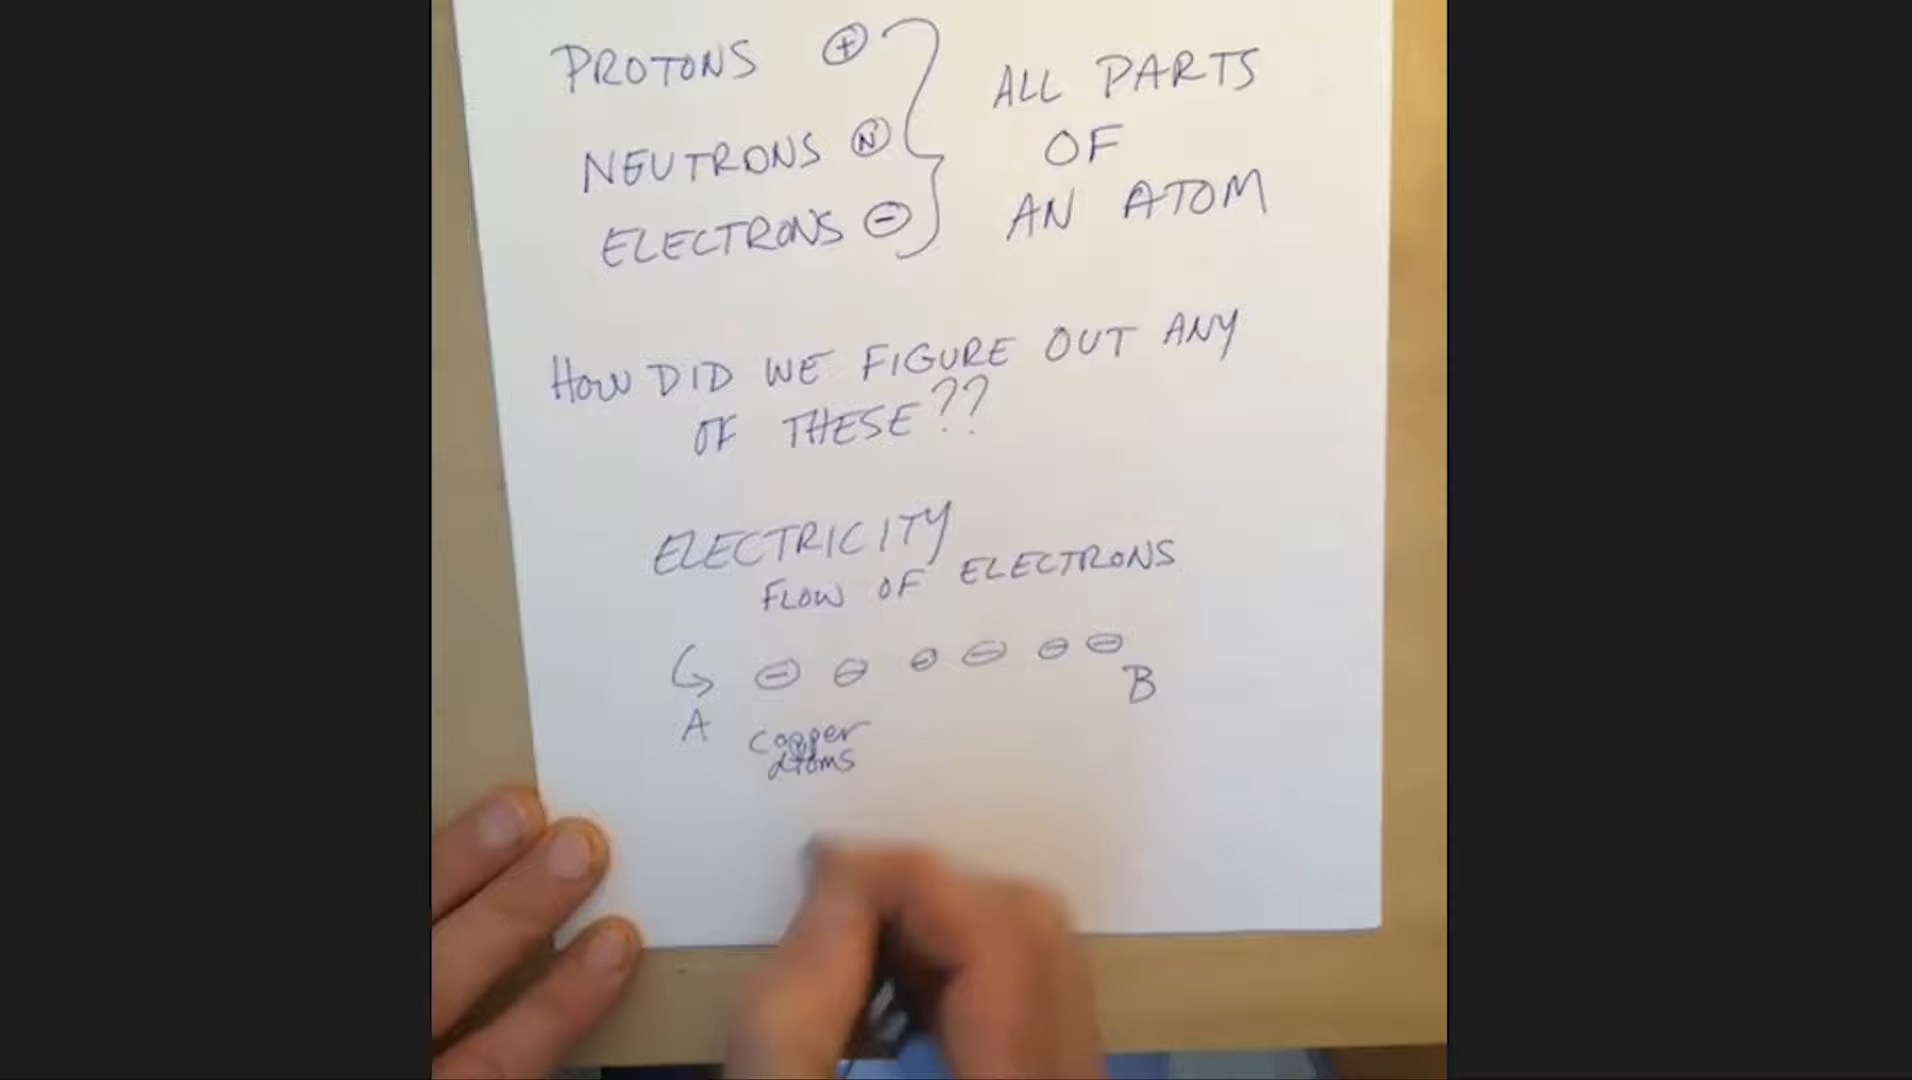 PROTONS +
ALL PARTS
NEUTRONS N
OF
ELECTRONS -
AN ATOM
HOW DID WE FIGURE OUT ANY
OF THESE??
ELECTRICITY
FLOW OF ELECTRONS
- - - - - -
A
B
Copper
atoms